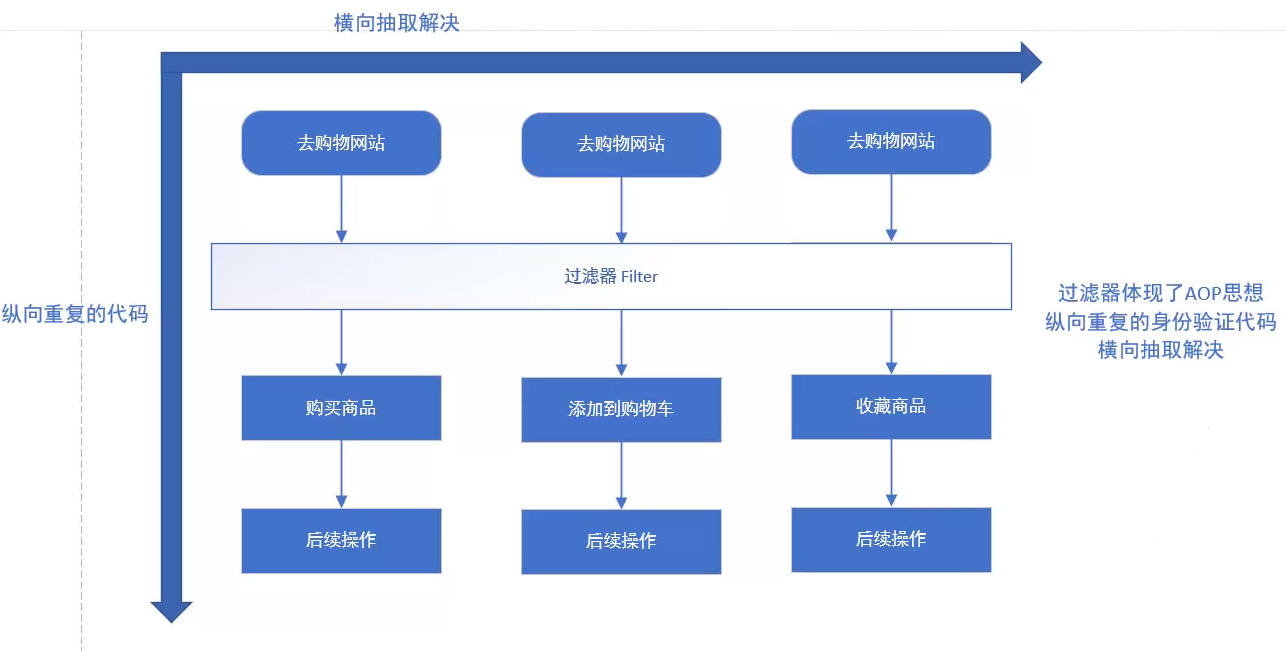 横向抽取解决
去购物网站
去购物网站
去购物网站
过滤器 Filter
纵向重复的代码
过滤器体现了AOP思想
纵向重复的身份验证代码
横向抽取解决
购买商品
添加到购物车
收藏商品
后续操作
后续操作
后续操作